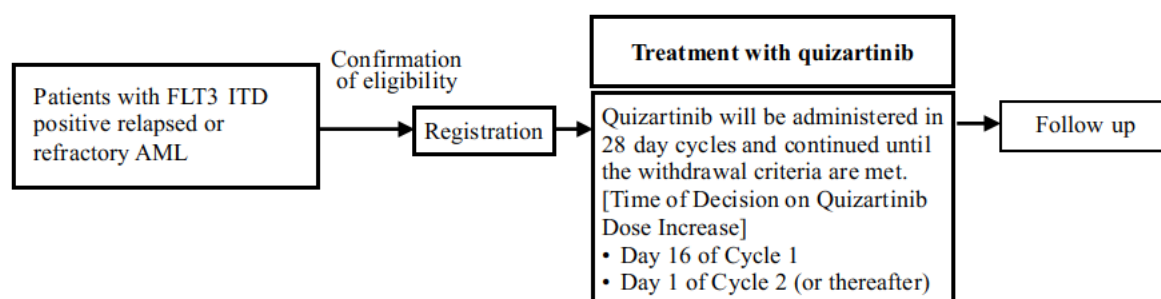 Patients with FLT3 ITD
positive relapsed or
refractory AML
Confirmation
of eligibility
Registration
Treatment with quizartinib
Quizartinib will be administered in
28 day cycles and continued until
the withdrawal criteria are met.
[Time of Decision on Quizartinib
Dose Increase]
• Day 16 of Cycle 1
• Day 1 of Cycle 2 (or thereafter)
Follow up